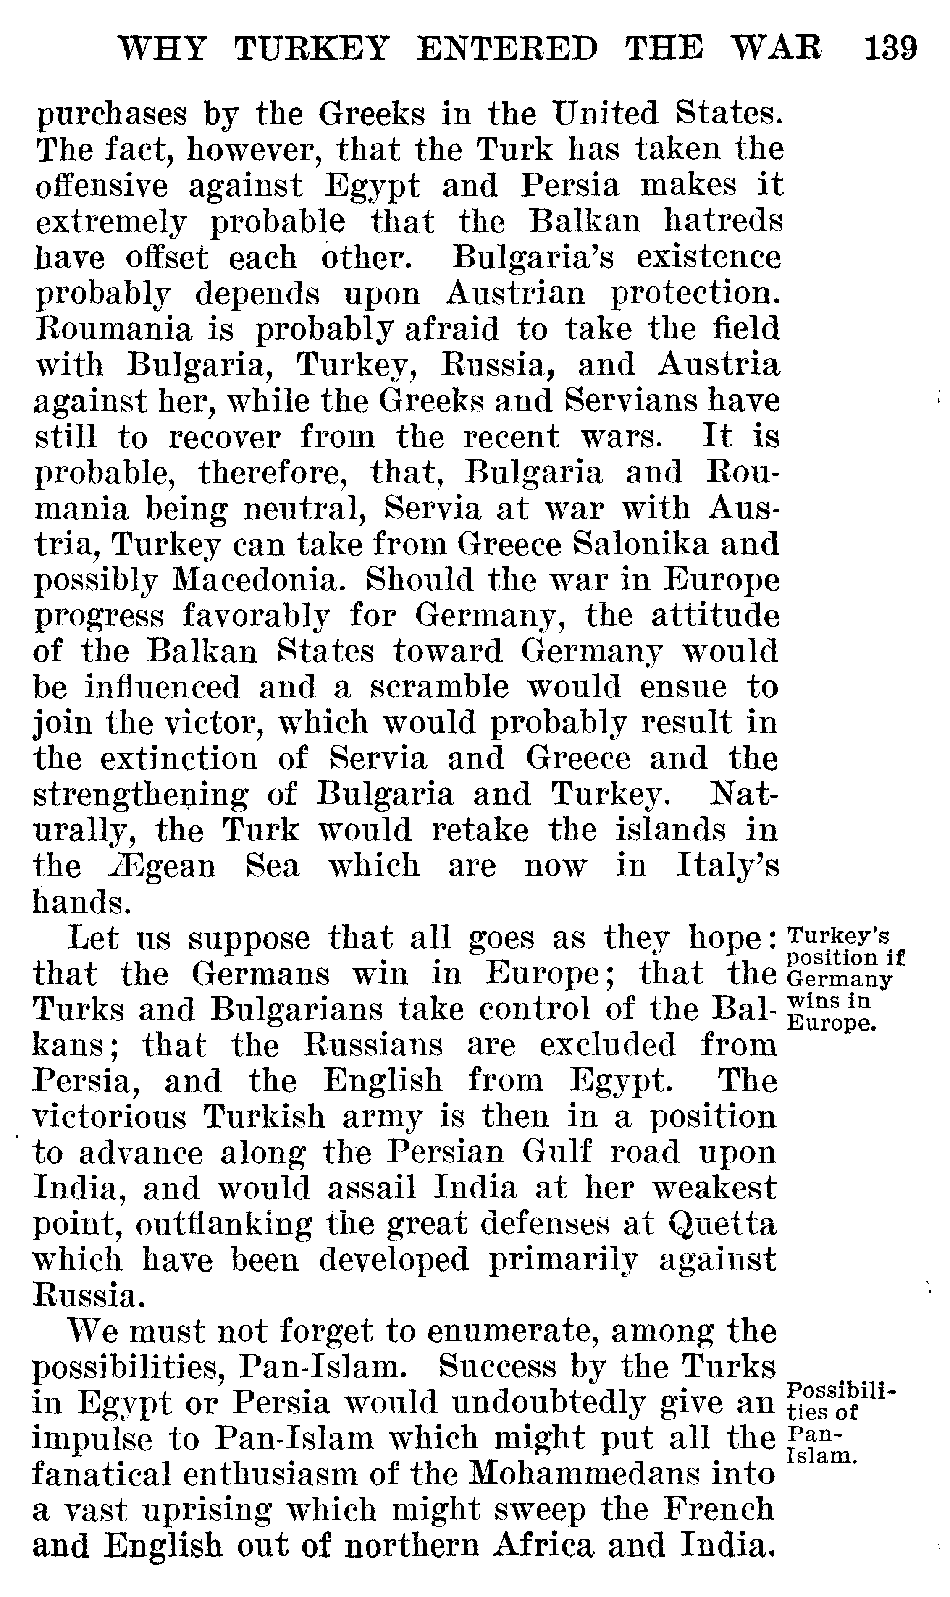 WHY TURKEY ENTERED THE WAR 139
purchases by the Greeks in the United States.
The fact, however, that the Turk has taken the
offensive against Egypt and Persia makes it
extremely probable that the Balkan hatreds
have offset each other. Bulgaria's existence
probably depends upon Austrian protection.
Roumania is probably afraid to take the field
with Bulgaria, Turkey, Russia, and Austria
against her, while the Greeks and Servians have
still to recover from the recent wars. It is
probable, therefore, that, Bulgaria and Rou-
mania being neutral, Servia at war with Aus-
tria, Turkey can take from Greece Salonika and
possibly Macedonia. Should the war in Europe
progress favorably for Germany, the attitude
of the Balkan States toward Germany would
be influenced and a scramble would ensue to
join the victor, which would probably result in
the extinction of Servia and Greece and the
strengthening of Bulgaria and Turkey. Nat-
urally, the Turk would retake the islands in
the Ægean Sea which are now in Italy's
hands.
Let us suppose that all goes as they hope:
that the Germans win in Europe; that the
Turks and Bulgarians take control of the Bal-
kans; that the Russians are excluded from
Persia, and the English from Egypt. The
victorious Turkish army is then in a position
to advance along the Persian Gulf road upon
India, and would assail India at her weakest
point, outflanking the great defenses at Quetta
which have been developed primarily against
Russia.
Turkey's
position if
Germany
wins in
Europe.
We must not forget to enumerate, among the
possibilities, Pan-Islam. Success by the Turks
in Egypt or Persia would undoubtedly give an
impulse to Pan-Islam which might put all the
fanatical enthusiasm of the Mohammedans into
a vast uprising which might sweep the French
and English out of northern Africa and India.
Possibili-
ties of
Pan-
Islam.